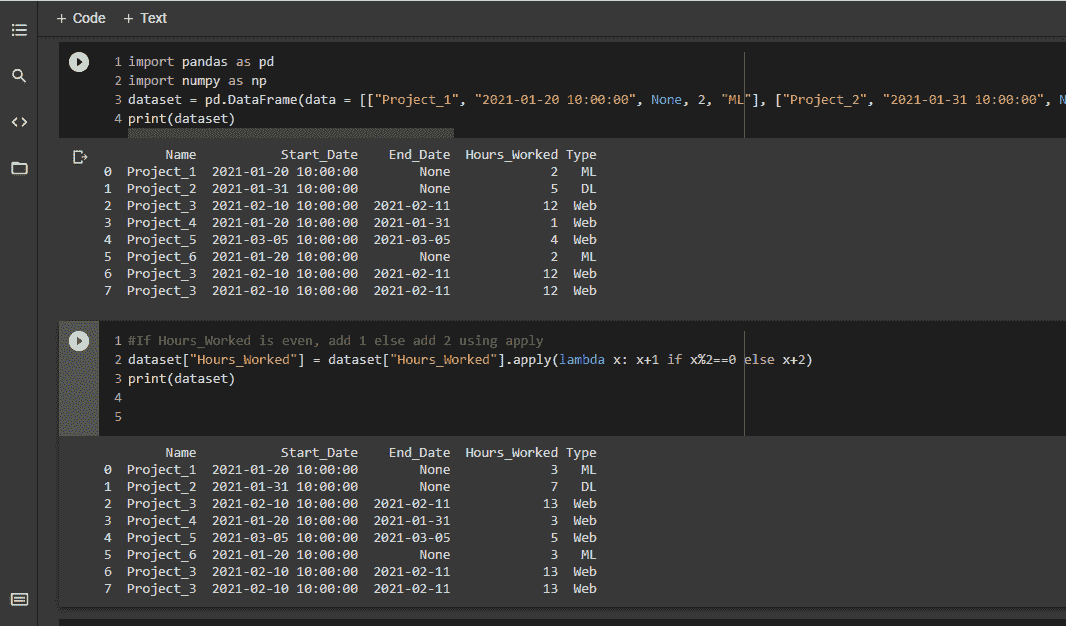 + Code + Text
1 import pandas as pd
2 import numpy as np
3 dataset = pd.DataFrame(data = [["Project_1", "2021-01-20 10:00:00", None, 2, "ML"], ["Project_2", "2021-01-31 10:00:00", N
4 print(dataset)
Name Start_Date End_Date Hours_Worked Type
0 Project_1 2021-01-20 10:00:00 None 2 ML
1 Project_2 2021-01-31 10:00:00 None 5 DL
2 Project_3 2021-02-10 10:00:00 2021-02-11 12 Web
3 Project_4 2021-01-20 10:00:00 2021-01-31 1 Web
4 Project_5 2021-03-05 10:00:00 2021-03-05 4 Web
5 Project_6 2021-01-20 10:00:00 None 2 ML
6 Project_3 2021-02-10 10:00:00 2021-02-11 12 Web
7 Project_3 2021-02-10 10:00:00 2021-02-11 12 Web
1 #If Hours_Worked is even, add 1 else add 2 using apply
2 dataset["Hours_Worked"] = dataset["Hours_Worked"].apply(lambda x: x+1 if x%2==0 else x+2)
3 print(dataset)
4
5
Name Start_Date End_Date Hours_Worked Type
0 Project_1 2021-01-20 10:00:00 None 3 ML
1 Project_2 2021-01-31 10:00:00 None 7 DL
2 Project_3 2021-02-10 10:00:00 2021-02-11 13 Web
3 Project_4 2021-01-20 10:00:00 2021-01-31 3 Web
4 Project_5 2021-03-05 10:00:00 2021-03-05 5 Web
5 Project_6 2021-01-20 10:00:00 None 3 ML
6 Project_3 2021-02-10 10:00:00 2021-02-11 13 Web
7 Project_3 2021-02-10 10:00:00 2021-02-11 13 Web